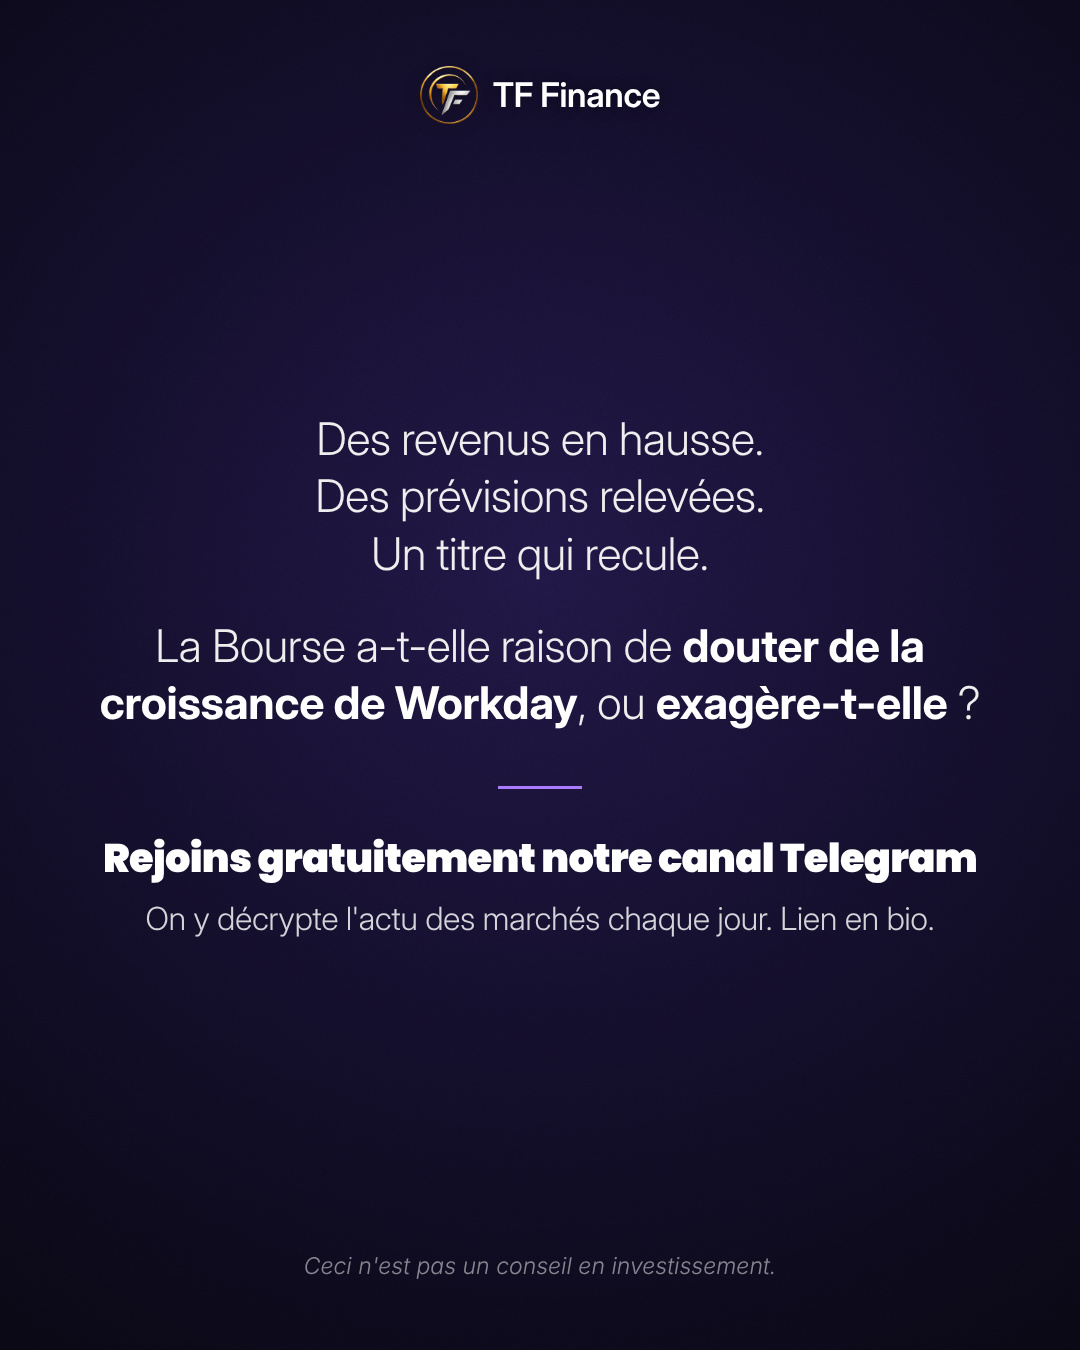 TF TF Finance
Des revenus en hausse.
Des prévisions relevées.
Un titre qui recule.
La Bourse a-t-elle raison de douter de la
croissance de Workday, ou exagère-t-elle ?
Rejoins gratuitement notre canal Telegram
On y décrypte l'actu des marchés chaque jour. Lien en bio.
Ceci n'est pas un conseil en investissement.